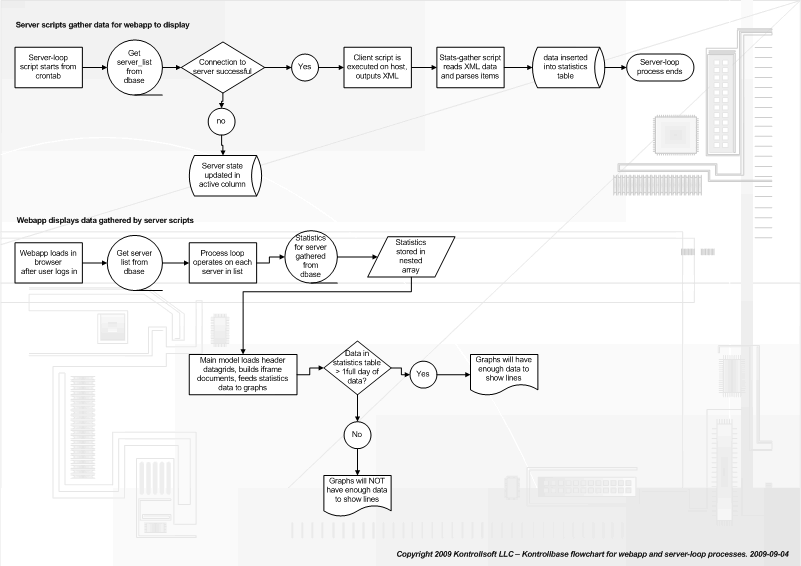 Server scripts gather data for webapp to display
Server-loop
script starts from
crontab
Get
server_list
from
dbase
Connection to
server successful
Yes
Client script is
executed on host,
outputs XML
Stats-gather script
reads XML data
and parses items
data inserted
into statistics
table
Server-loop
process ends
no
Server state
updated in
active column
Webapp displays data gathered by server scripts
Webapp loads in
browser
after user logs in
Get server
list from
dbase
Process loop
operates on each
server in list
Statistics
for server
gathered
from
dbase
Statistics
stored in
nested
array
Main model loads header
datagrids, builds iframe
documents, feeds statistics
data to graphs
Data in
statistics table
> 1full day of
data?
Yes
Graphs will have
enough data to
show lines
No
Graphs will NOT
have enough data
to show lines
Copyright 2009 Kontrollsoft LLC – Kontrollbase flowchart for webapp and server-loop processes. 2009-09-04